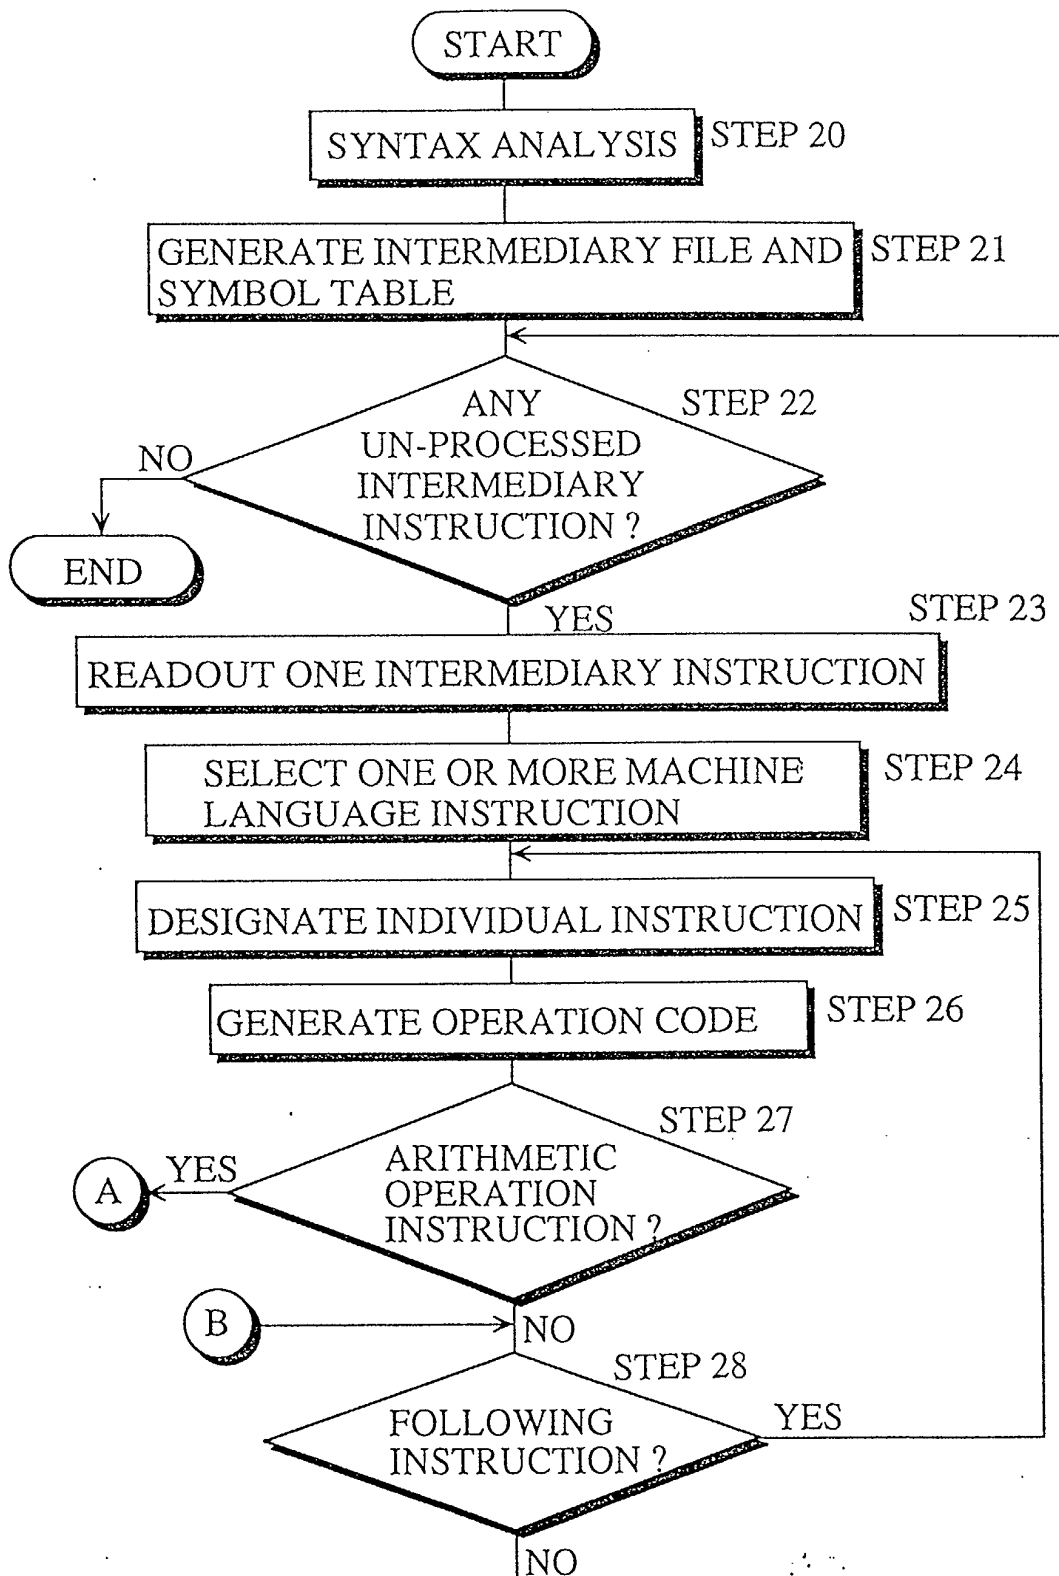 START
SYNTAX ANALYSIS
STEP 20
GENERATE INTERMEDIARY FILE AND
SYMBOL TABLE
STEP 21
ANY
UN-PROCESSED
INTERMEDIARY
INSTRUCTION ?
STEP 22
NO
END
YES
STEP 23
READOUT ONE INTERMEDIARY INSTRUCTION
SELECT ONE OR MORE MACHINE
LANGUAGE INSTRUCTION
STEP 24
DESIGNATE INDIVIDUAL INSTRUCTION
STEP 25
GENERATE OPERATION CODE
STEP 26
STEP 27
ARITHMETIC
OPERATION
INSTRUCTION ?
YES
A
B
NO
STEP 28
FOLLOWING
INSTRUCTION ?
YES
NO